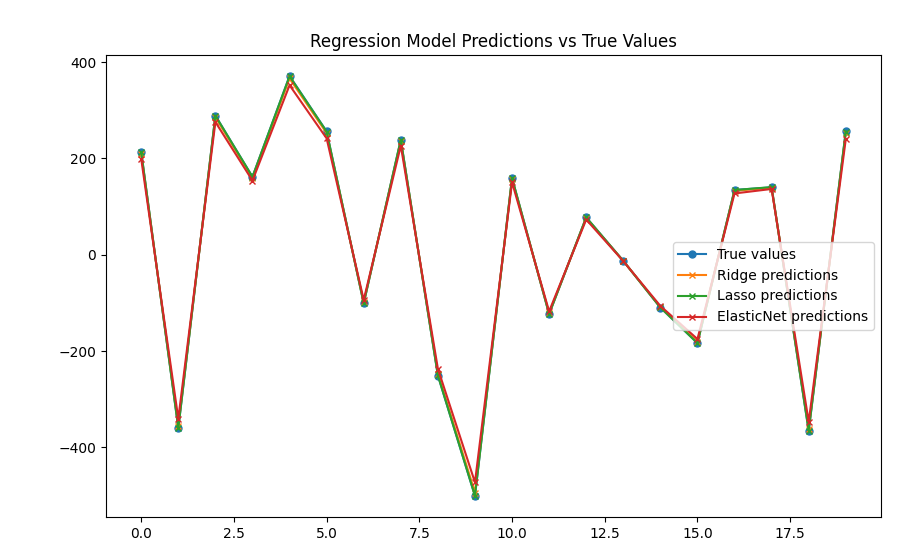 Regression Model Predictions vs True Values
400
200
0
−200
−400
True values
Ridge predictions
Lasso predictions
ElasticNet predictions
0.0 2.5 5.0 7.5 10.0 12.5 15.0 17.5